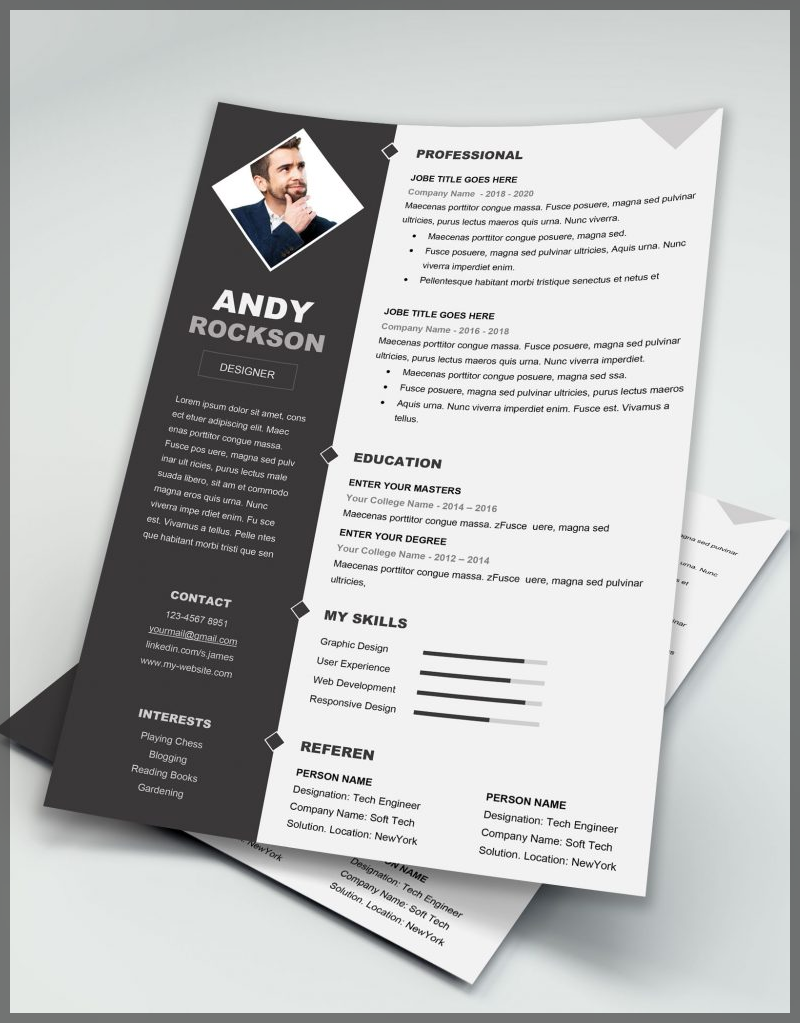 ANDY
ROCKSON
DESIGNER
Lorem ipsum dolor sit amet, cons
ect etuer adipiscing elit. Maec
enas porttitor congue massa.
Fusce pos uere, magna sed pulv
inar ult ricies, purus lectus male
suada libero, sit am et commodo
magna eros quis urna. Nunc
viverra impe rdiet enim. Fu sce
est. Vivamus a tellus. Pelle ntes
que habitant morbi tristi que sen
CONTACT
123-4567 8951
yourmail@gmail.com
linkedin.com/s.james
www.my-website.com
INTERESTS
Playing Chess
Blogging
Reading Books
Gardening
PROFESSIONAL
JOBE TITLE GOES HERE
Company Name - 2018 - 2020
Maecenas porttitor congue massa. Fusce posuere, magna sed pulvinar
ultricies, purus lectus maeros quis urna. Nunc viverra.
• Maecenas porttitor congue posuere, magna sed.
• Fusce posuere, magna sed pulvinar ultricies, Aquis urna. Nunc
viverra imperdiet enim.
• Pellentesque habitant morbi tristique senectus et netus et
JOBE TITLE GOES HERE
Company Name - 2016 - 2018
Maecenas porttitor congue massa. Fusce posuere, magna sed pulvinar
ultricies, purus lectus maeros quis urna. Nunc viverra imperdiet.
• Maecenas porttitor congue posuere, magna sed ssa.
• Fusce posuere, magna sed pulvinar ultricies, purus lectus maeros
• Aquis urna. Nunc viverra imperdiet enim. Fusce est. Vivamus a
tellus.
EDUCATION
ENTER YOUR MASTERS
Your College Name - 2014 – 2016
Maecenas porttitor congue massa. zFusce uere, magna sed
ENTER YOUR DEGREE
Your College Name - 2012 – 2014
Maecenas porttitor congue massa. zFusce uere, magna sed pulvinar
ultricies,
MY SKILLS
Graphic Design
User Experience
Web Development
Responsive Design
REFEREN
PERSON NAME
Designation: Tech Engineer
Company Name: Soft Tech
Solution. Location: NewYork
PERSON NAME
Designation: Tech Engineer
Company Name: Soft Tech
Solution. Location: NewYork
sed pulvinar
urna. Nunc
et
NewYork
NAME
Designation: Tech Engineer
Company Name: Soft Tech
Solution. Location: NewYork